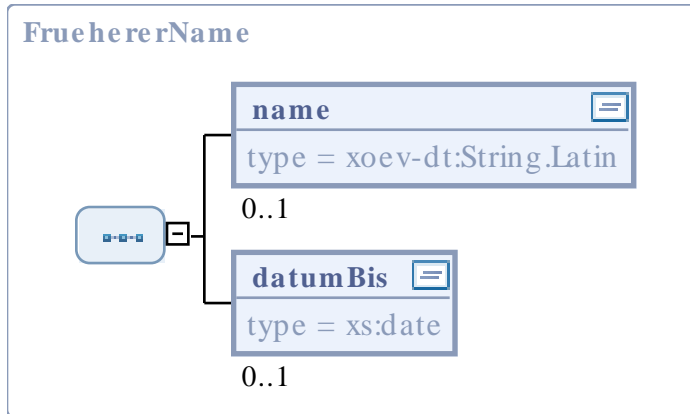 FruehererName
name
type = xoev-dt:String.Latin
0..1
datumBis
type = xs:date
0..1